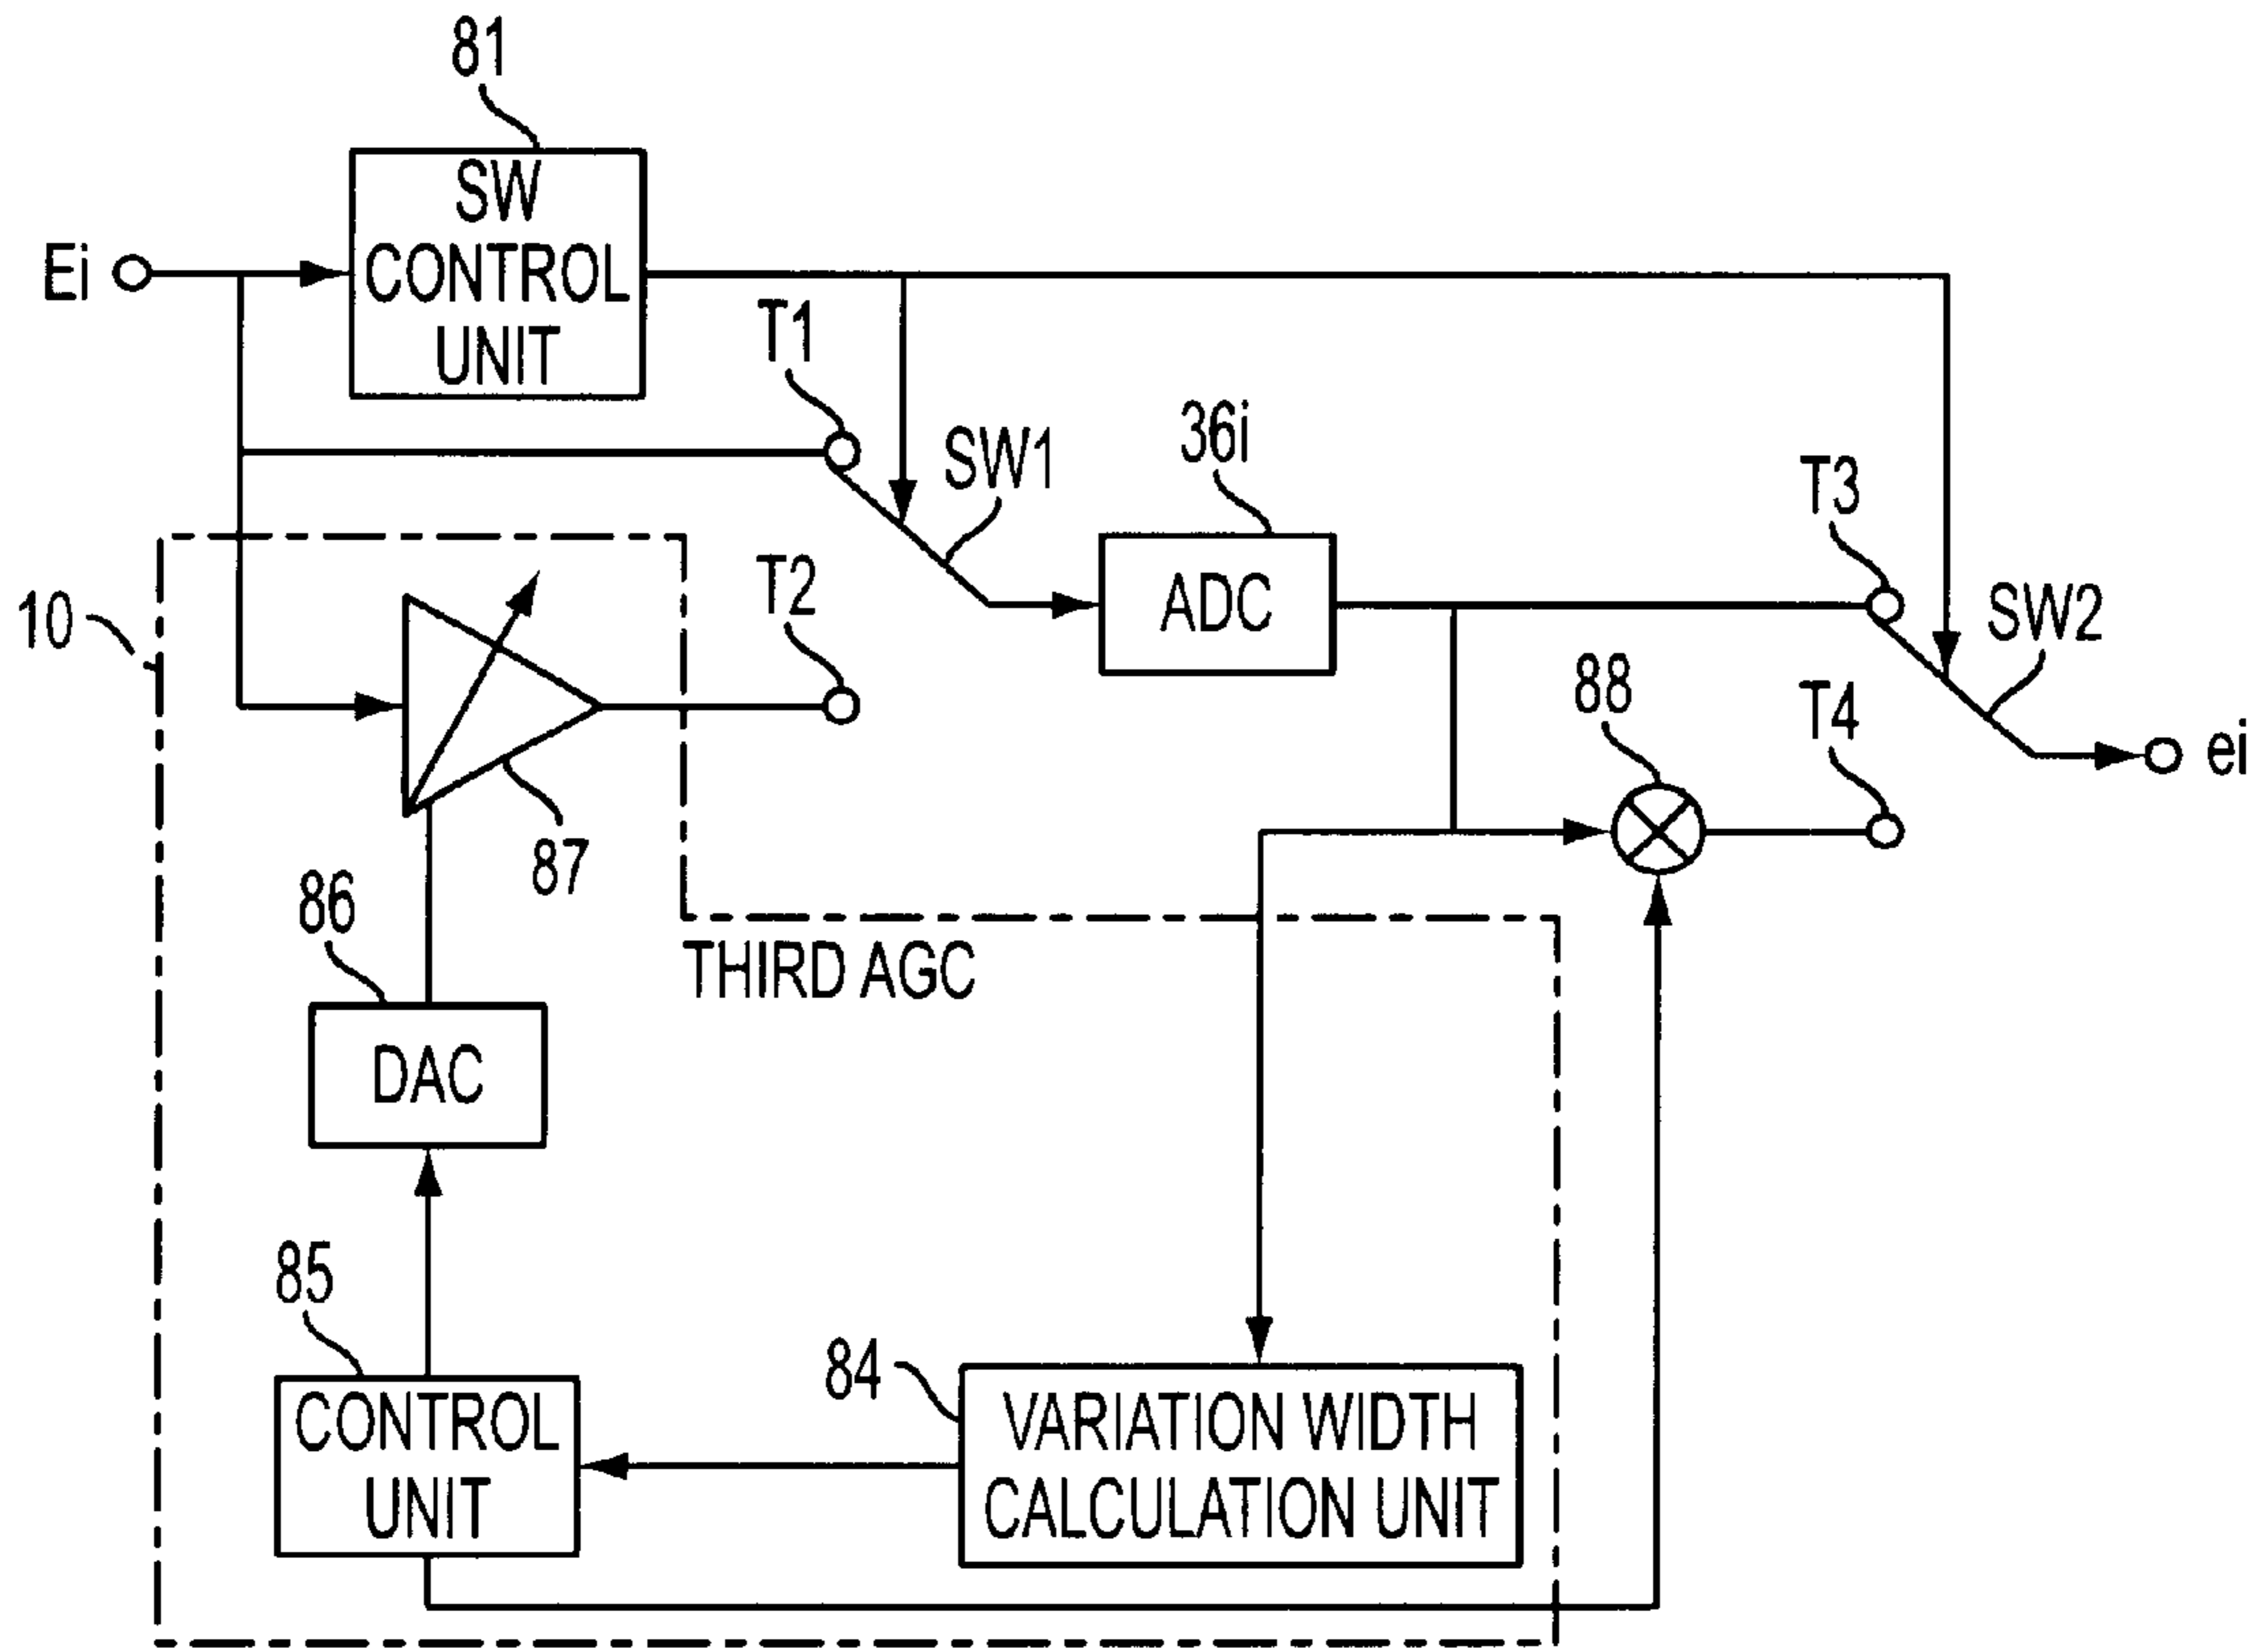 81
SW
CONTROL
UNIT
Ei
T1
SW1
36i
ADC
T3
SW2
ei
10
T2
87
88
T4
86
DAC
THIRD AGC
85
CONTROL
UNIT
84
VARIATION WIDTH
CALCULATION UNIT